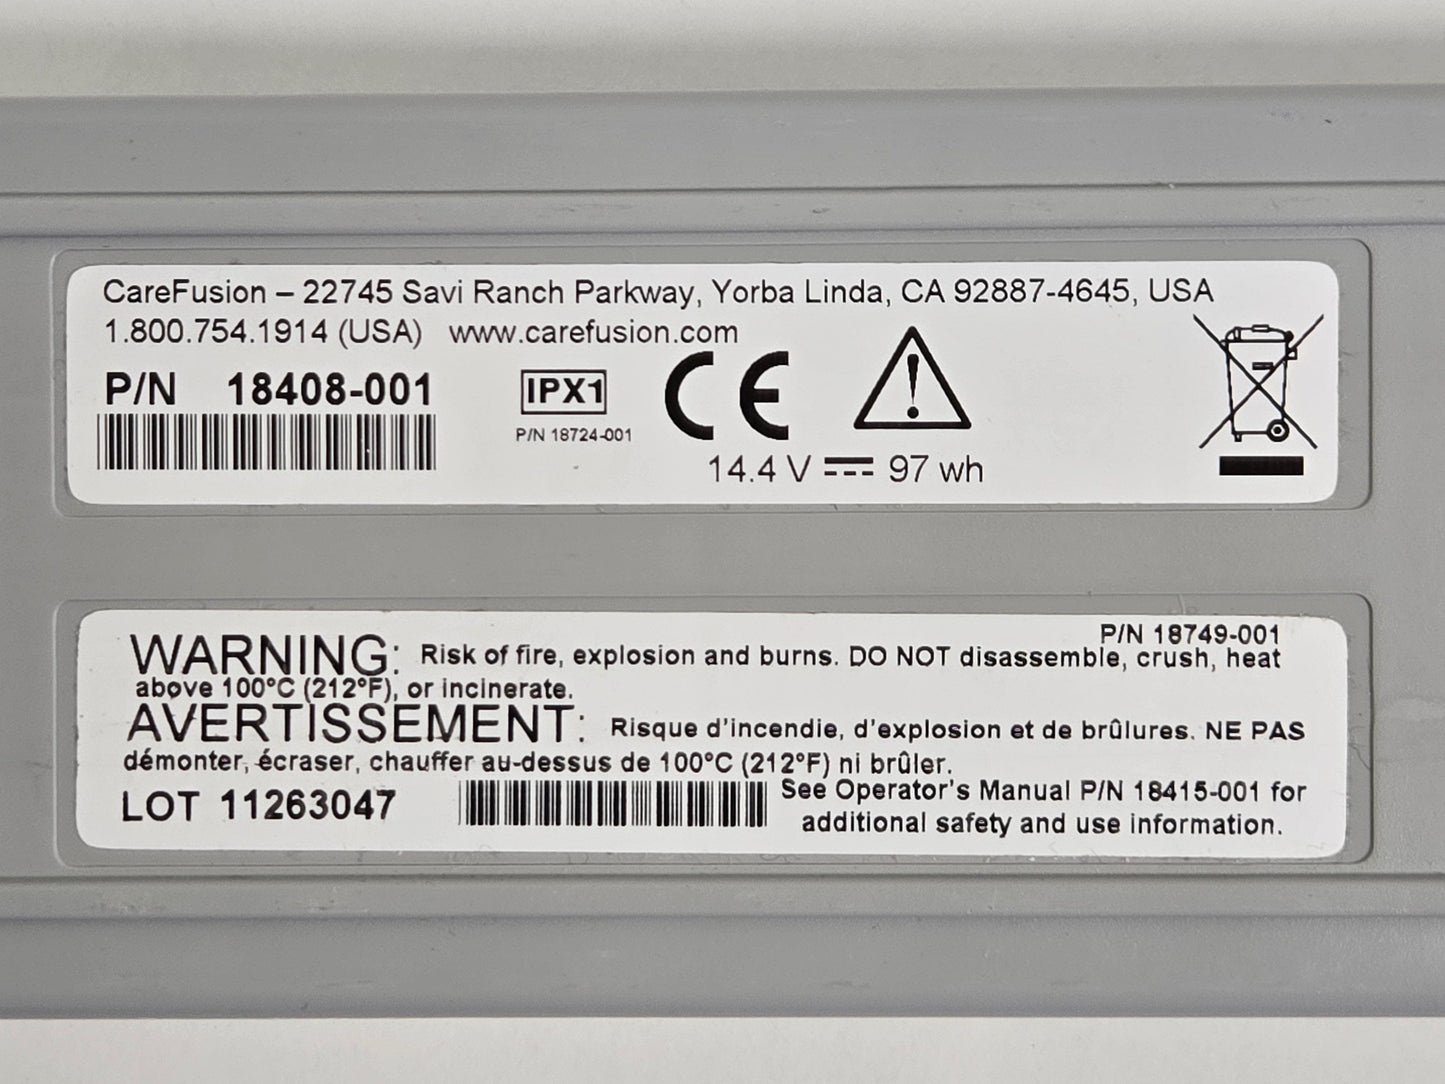 CareFusion – 22745 Savi Ranch Parkway, Yorba Linda, CA 92887-4645, USA
1.800.754.1914 (USA) www.carefusion.com
P/N 18408-001
IPX1
P/N 18724-001
CE
14.4 V 97 wh
P/N 18749-001
WARNING: Risk of fire, explosion and burns. DO NOT disassemble, crush, heat
above 100°C (212°F), or incinerate.
AVERTISSEMENT: Risque d'incendie, d'explosion et de brûlures. NE PAS
démonter, écraser, chauffer au-dessus de 100°C (212°F) ni brûler.
LOT 11263047
See Operator's Manual P/N 18415-001 for
additional safety and use information.